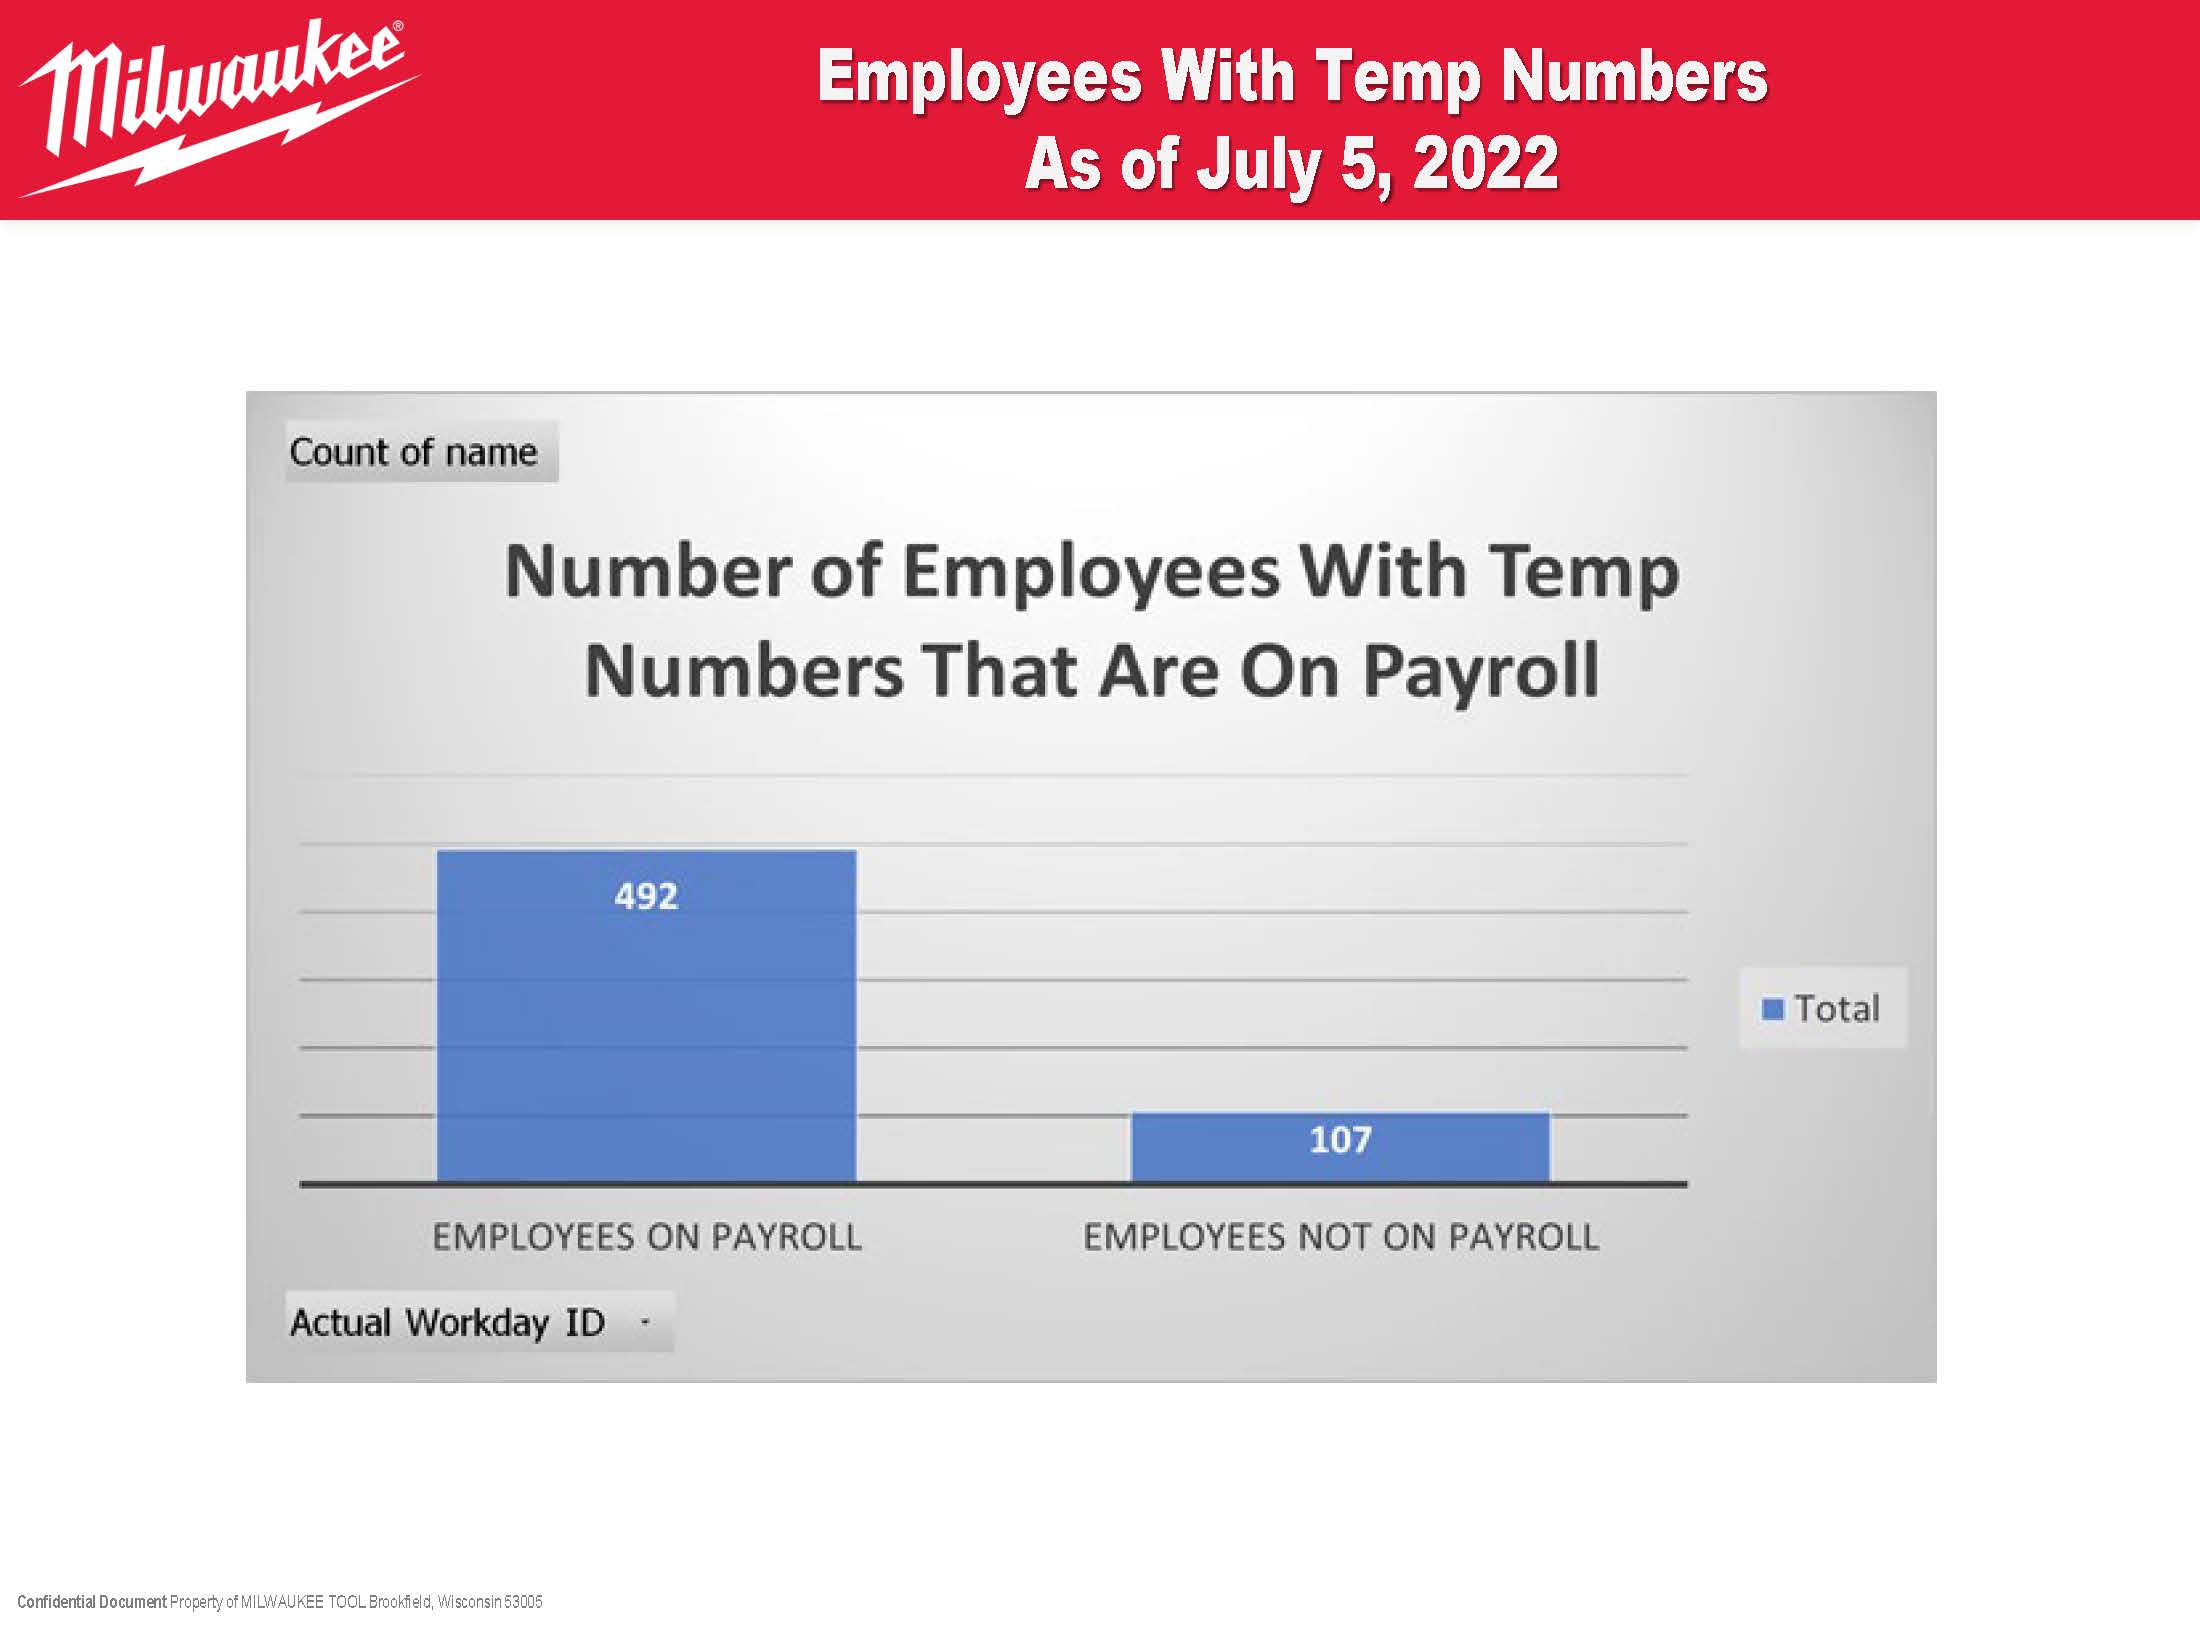 Milwaukee®
Employees With Temp Numbers
As of July 5, 2022
Count of name
Number of Employees With Temp
Numbers That Are On Payroll
492
107
Total
EMPLOYEES ON PAYROLL
EMPLOYEES NOT ON PAYROLL
Actual Workday ID
Confidential Document Property of MILWAUKEE TOOL Brookfield, Wisconsin 53005